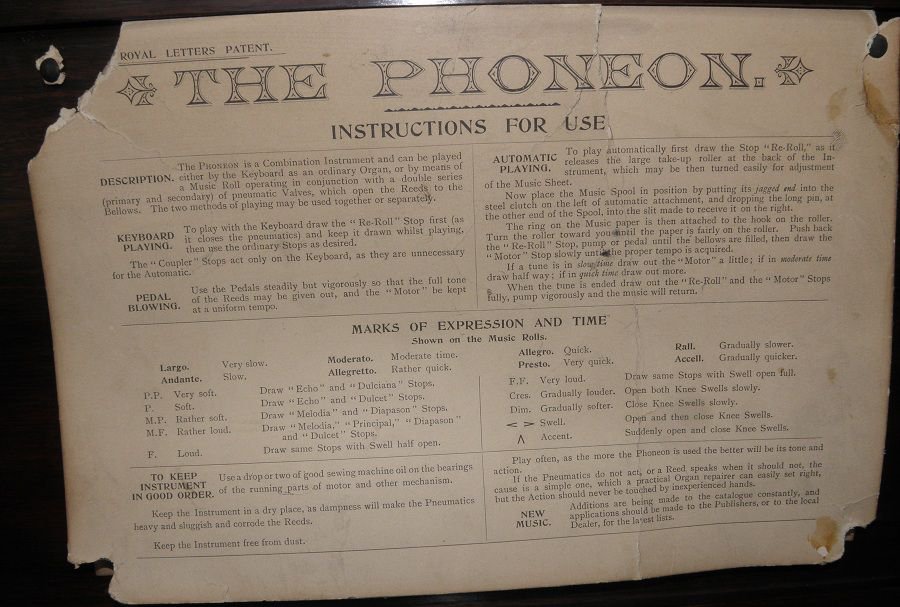 ROYAL LETTERS PATENT.
THE PHONEON.
INSTRUCTIONS FOR USE
DESCRIPTION. The PHONEON is a Combination Instrument and can be played
either by the Keyboard as an ordinary Organ, or by means of
a Music Roll operating in conjunction with a double series
(primary and secondary) of pneumatic Valves, which open the Reeds to the
Bellows. The two methods of playing may be used together or separately.
KEYBOARD PLAYING. To play with the Keyboard draw the "Re-Roll" Stop first (as
it closes the pneumatics) and keep it drawn whilst playing,
then use the ordinary Stops as desired.
The "Coupler" Stops act only on the Keyboard, as they are unnecessary
for the Automatic.
PEDAL BLOWING. Use the Pedals steadily but vigorously so that the full tone
of the Reeds may be given out, and the "Motor" be kept
at a uniform tempo.
AUTOMATIC PLAYING. To play automatically first draw the Stop "Re-Roll," as it
releases the large take-up roller at the back of the In-
strument, which may be then turned easily for adjustment
of the Music Sheet.
Now place the Music Spool in position by putting its jagged end into the
steel clutch on the left of automatic attachment, and dropping the long pin, at
the other end of the Spool, into the slit made to receive it on the right.
The ring on the Music paper is then attached to the hook on the roller.
Turn the roller toward you until the paper is fairly on the roller. Push back
the "Re-Roll" Stop, pump or pedal until the bellows are filled, then draw the
"Motor" Stop slowly until the proper tempo is acquired.
If a tune is in slow time draw out the "Motor" a little; if in moderate time
draw half way; if in quick time draw out more.
When the tune is ended draw out the "Re-Roll" and the "Motor" Stops
fully, pump vigorously and the music will return.
MARKS OF EXPRESSION AND TIME
Shown on the Music Rolls.
Largo. Very slow.
Andante. Slow.
Moderato. Moderate time.
Allegretto. Rather quick.
Allegro. Quick.
Presto. Very quick.
Rall. Gradually slower.
Accell. Gradually quicker.
P.P. Very soft. Draw "Echo" and "Dulciana" Stops.
P. Soft. Draw "Echo" and "Dulcet" Stops.
M.P. Rather soft. Draw "Melodia" and "Diapason" Stops.
M.F. Rather loud. Draw "Melodia," "Principal," "Diapason"
and "Dulcet" Stops.
F. Loud. Draw same Stops with Swell half open.
F.F. Very loud. Draw same Stops with Swell open full.
Cres. Gradually louder. Open both Knee Swells slowly.
Dim. Gradually softer. Close Knee Swells slowly.
< > Swell. Open and then close Knee Swells.
Λ Accent. Suddenly open and close Knee Swells.
TO KEEP INSTRUMENT IN GOOD ORDER. Use a drop or two of good sewing machine oil on the bearings
of the running parts of motor and other mechanism.
Keep the Instrument in a dry place, as dampness will make the Pneumatics
heavy and sluggish and corrode the Reeds.
Keep the Instrument free from dust.
Play often, as the more the Phoneon is used the better will be its tone and
action.
If the Pneumatics do not act, or a Reed speaks when it should not, the
cause is a simple one, which a practical Organ repairer can easily set right,
but the Action should never be touched by inexperienced hands.
NEW MUSIC. Additions are being made to the catalogue constantly, and
applications should be made to the Publishers, or to the local
Dealer, for the latest lists.